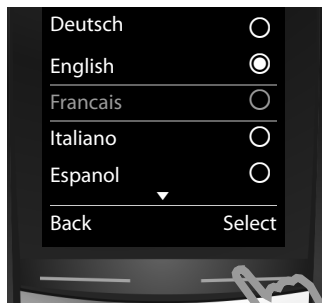 Deutsch
English
Francais
Italiano
Espanol
Back Select